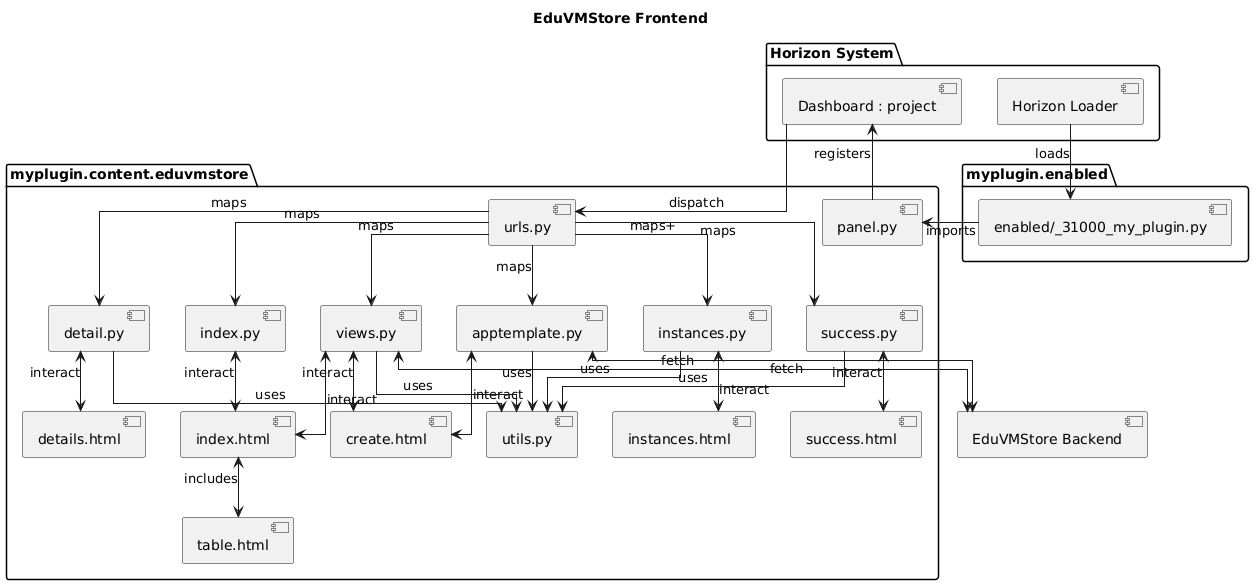 EduVMStore Frontend
Horizon System
Dashboard : project
Horizon Loader
registers
loads
myplugin.content.eduvmstore
myplugin.enabled
maps
maps
maps
urls.py
dispatch
maps+
maps
panel.py
imports
enabled/_31000_my_plugin.py
maps
detail.py
index.py
views.py
apptemplate.py
instances.py
success.py
interact
interact
interact
uses
uses
fetch
uses
fetch
interact
uses
uses
interact
interact
interact
details.html
index.html
create.html
utils.py
instances.html
success.html
EduVMStore Backend
includes
table.html